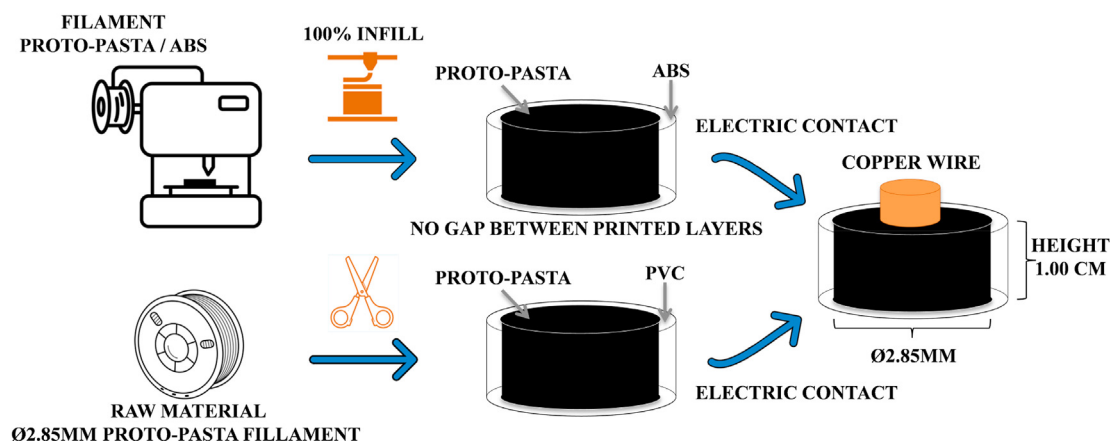 FILAMENT
PROTO-PASTA / ABS
100% INFILL
PROTO-PASTA
ABS
ELECTRIC CONTACT
NO GAP BETWEEN PRINTED LAYERS
COPPER WIRE
HEIGHT
1.00 CM
Ø2.85MM
PROTO-PASTA
PVC
ELECTRIC CONTACT
RAW MATERIAL
Ø2.85MM PROTO-PASTA FILLAMENT